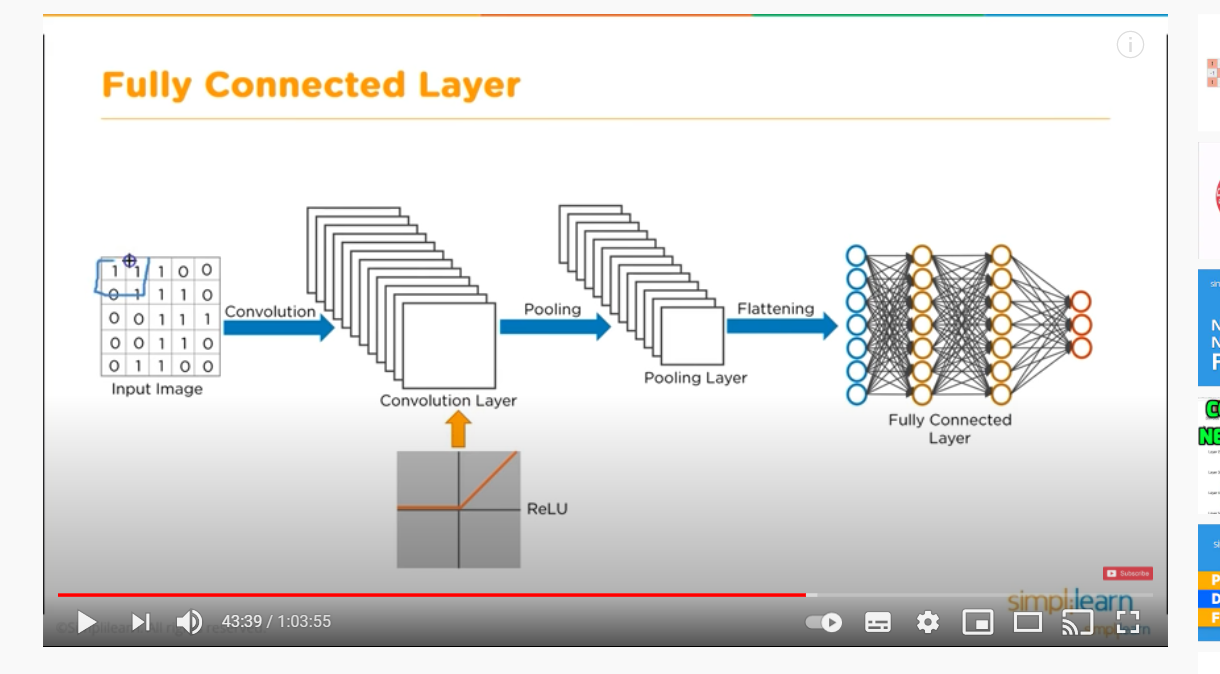 Fully Connected Layer
1 1 1 0 0
0 1 1 1 0
0 0 1 1 1
0 0 1 1 0
0 1 1 0 0
Input Image
Convolution
Convolution Layer
ReLU
Pooling
Pooling Layer
Flattening
Fully Connected
Layer
Subscribe
simplilearn
43:39 / 1:03:55